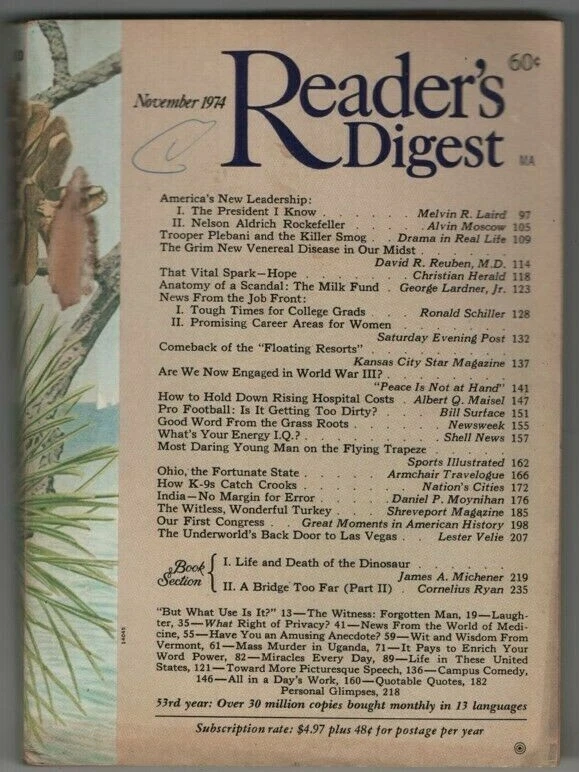 60¢
November 1974
Reader's
Digest
MA
America's New Leadership:
I. The President I Know . . . . . Melvin R. Laird 97
II. Nelson Aldrich Rockefeller . . . . Alvin Moscow 105
Trooper Plebani and the Killer Smog . Drama in Real Life 109
The Grim New Venereal Disease in Our Midst . . . . .
David R. Reuben, M.D. 114
That Vital Spark—Hope . . . . . Christian Herald 118
Anatomy of a Scandal: The Milk Fund . George Lardner, Jr. 123
News From the Job Front:
I. Tough Times for College Grads . . . Ronald Schiller 128
II. Promising Career Areas for Women . . . . .
Saturday Evening Post 132
Comeback of the "Floating Resorts" . . . . .
Kansas City Star Magazine 137
Are We Now Engaged in World War III? . . . . .
"Peace Is Not at Hand" 141
How to Hold Down Rising Hospital Costs . Albert Q. Maisel 147
Pro Football: Is It Getting Too Dirty? . . . Bill Surface 151
Good Word From the Grass Roots . . . . Newsweek 155
What's Your Energy I.Q.? . . . . . Shell News 157
Most Daring Young Man on the Flying Trapeze . . . .
Sports Illustrated 162
Ohio, the Fortunate State . . . . Armchair Travelogue 166
How K-9s Catch Crooks . . . . . Nation's Cities 172
India—No Margin for Error . . . . Daniel P. Moynihan 176
The Witless, Wonderful Turkey . . . Shreveport Magazine 185
Our First Congress . . Great Moments in American History 198
The Underworld's Back Door to Las Vegas . . Lester Velie 207
Book
Section
I. Life and Death of the Dinosaur . . . . .
James A. Michener 219
II. A Bridge Too Far (Part II) . . Cornelius Ryan 235
"But What Use Is It?" 13—The Witness: Forgotten Man, 19—Laugh-
ter, 35—What Right of Privacy? 41—News From the World of Medi-
cine, 55—Have You an Amusing Anecdote? 59—Wit and Wisdom From
Vermont, 61—Mass Murder in Uganda, 71—It Pays to Enrich Your
Word Power, 82—Miracles Every Day, 89—Life in These United
States, 121—Toward More Picturesque Speech, 136—Campus Comedy,
146—All in a Day's Work, 160—Quotable Quotes, 182
Personal Glimpses, 218
53rd year: Over 30 million copies bought monthly in 13 languages
Subscription rate: $4.97 plus 48¢ for postage per year